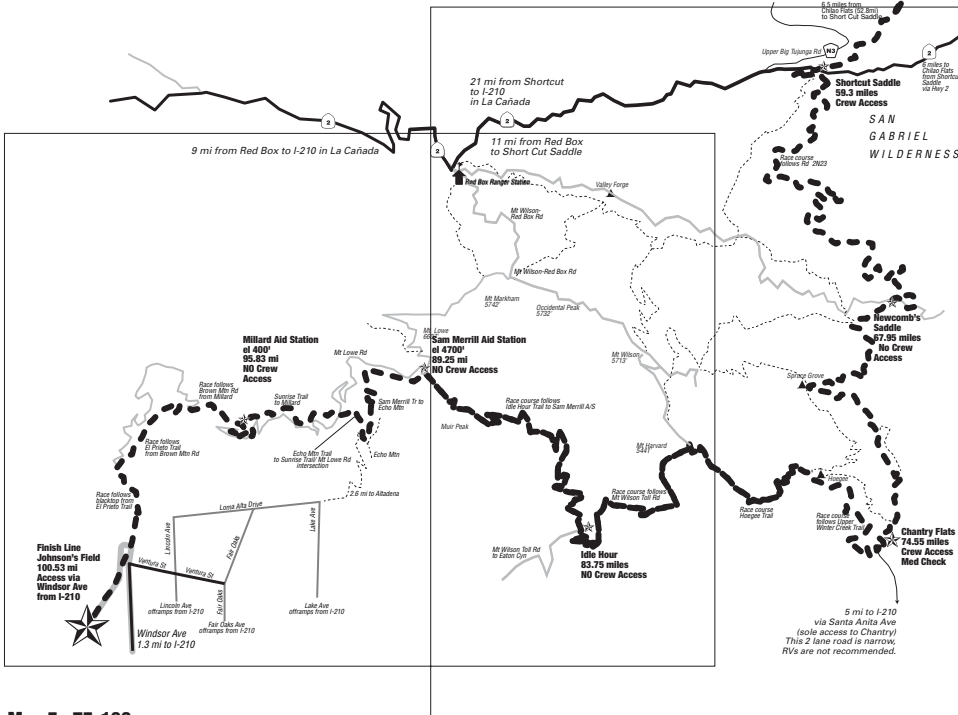 6.5 miles from
Chilao Flats (52.8mi)
to Short Cut Saddle
Upper Big Tujunga Rd
N3
2
6 miles to
Chilao Flats
from Shortcut
Saddle
via Hwy 2
Shortcut Saddle
59.3 miles
Crew Access
SAN
GABRIEL
WILDERNESS
21 mi from Shortcut
to I-210
in La Cañada
2
2
2
9 mi from Red Box to I-210 in La Cañada
11 mi from Red Box
to Short Cut Saddle
Red Box Ranger Station
Race course
follows Rd 2N23
Valley Forge
Mt Wilson-
Red Box Rd
Mt Wilson-Red Box Rd
Mt Markham
5742'
Occidental Peak
5732'
Newcomb's
Saddle
67.95 miles
No Crew
Access
Mt. Lowe
Sam Merrill Aid Station
el 4700'
89.25 mi
NO Crew Access
Millard Aid Station
el 400'
95.83 mi
NO Crew
Access
Mt Lowe Rd
Mt Wilson
5713'
Spruce Grove
Race follows
Brown Mtn Rd
from Millard
Sunrise Trail
to Millard
Sam Merrill Tr to
Echo Mtn
Race course follows
Idle Hour Trail to Sam Merrill A/S
Muir Peak
Race follows
El Prieto Trail
from Brown Mtn Rd
Echo Mtn Trail
to Sunrise Trail/ Mt Lowe Rd
intersection
Echo Mtn
Mt Harvard
5441'
Hoegee
Race follows
blacktop from
El Prieto Trail
2.6 mi to Altadena
Loma Alta Drive
Race course follows
Mt Wilson Toll Rd
Race course
Hoegee Trail
Race course
follows Upper
Winter Creek Trail
Lincoln Ave
Fair Oaks
Lake Ave
Chantry Flats
74.55 miles
Crew Access
Med Check
Finish Line
Johnson's Field
100.53 mi
Access via
Windsor Ave
from I-210
Mt Wilson Toll Rd
to Eaton Cyn
Idle Hour
83.75 miles
NO Crew Access
Ventura St
Ventura St
Fair Oaks
Lincoln Ave
offramps from I-210
Lake Ave
offramps from I-210
Fair Oaks Ave
offramps from I-210
Windsor Ave
1.3 mi to I-210
5 mi to I-210
via Santa Anita Ave
(sole access to Chantry)
This 2 lane road is narrow,
RVs are not recommended.